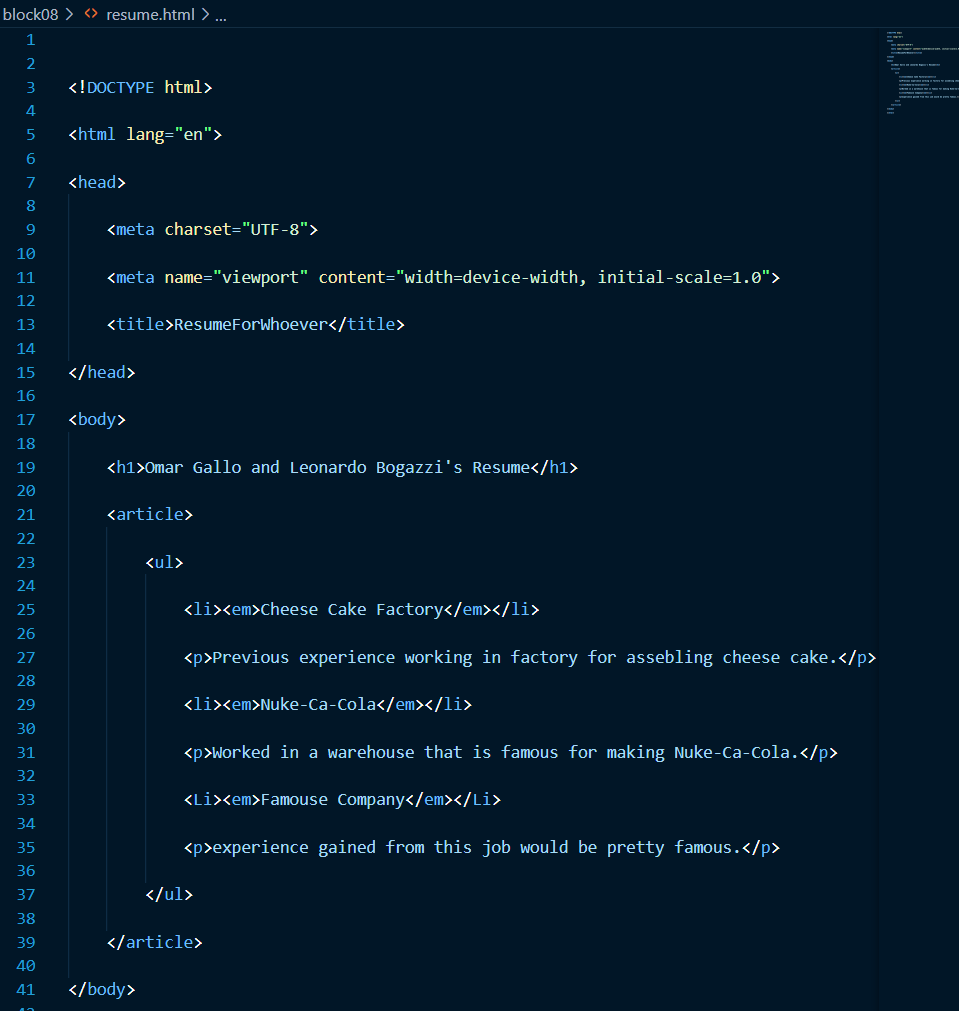 block08 > <> resume.html > ...
1
2
3 <!DOCTYPE html>
4
5 <html lang="en">
6
7 <head>
8
9 <meta charset="UTF-8">
10
11 <meta name="viewport" content="width=device-width, initial-scale=1.0">
12
13 <title>ResumeForWhoever</title>
14
15 </head>
16
17 <body>
18
19 <h1>Omar Gallo and Leonardo Bogazzi's Resume</h1>
20
21 <article>
22
23 <ul>
24
25 <li><em>Cheese Cake Factory</em></li>
26
27 <p>Previous experience working in factory for assebling cheese cake.</p>
28
29 <li><em>Nuke-Ca-Cola</em></li>
30
31 <p>Worked in a warehouse that is famous for making Nuke-Ca-Cola.</p>
32
33 <Li><em>Famouse Company</em></Li>
34
35 <p>experience gained from this job would be pretty famous.</p>
36
37 </ul>
38
39 </article>
40
41 </body>